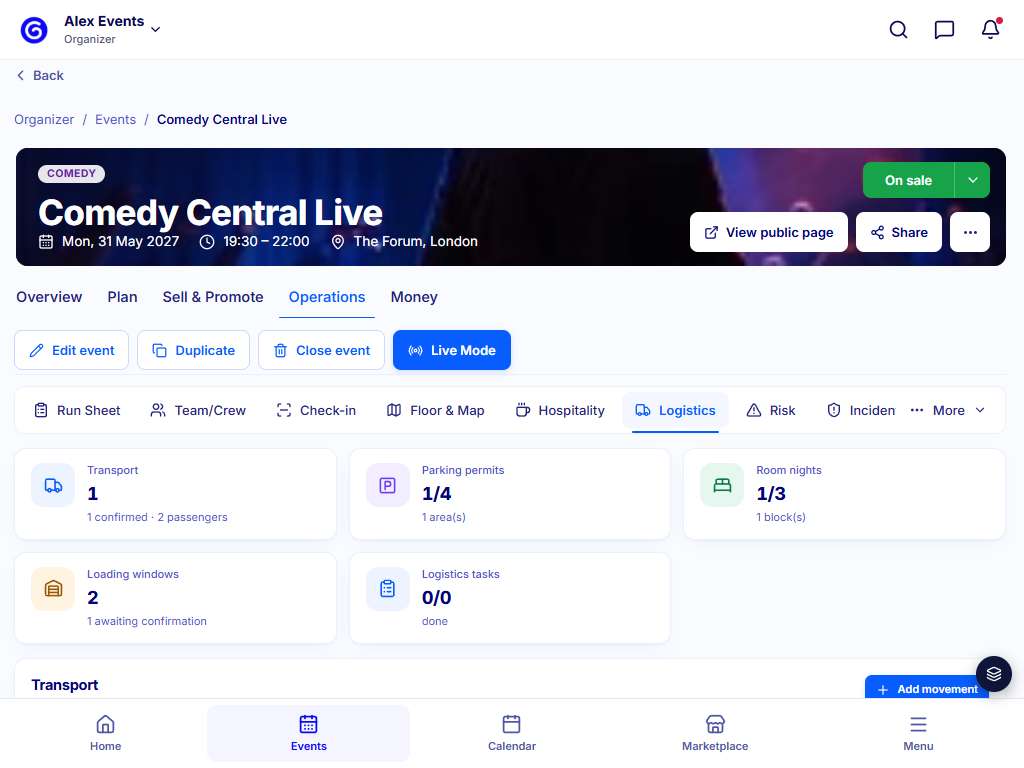 Alex Events
Organizer
Back
Organizer / Events / Comedy Central Live
COMEDY
On sale
Comedy Central Live
Mon, 31 May 2027 19:30 – 22:00 The Forum, London
View public page Share
Overview Plan Sell & Promote Operations Money
Edit event Duplicate Close event Live Mode
Run Sheet Team/Crew Check-in Floor & Map Hospitality Logistics Risk Inciden More
Transport
1
1 confirmed · 2 passengers
Parking permits
1/4
1 area(s)
Room nights
1/3
1 block(s)
Loading windows
2
1 awaiting confirmation
Logistics tasks
0/0
done
Transport
Add movement
Home Events Calendar Marketplace Menu